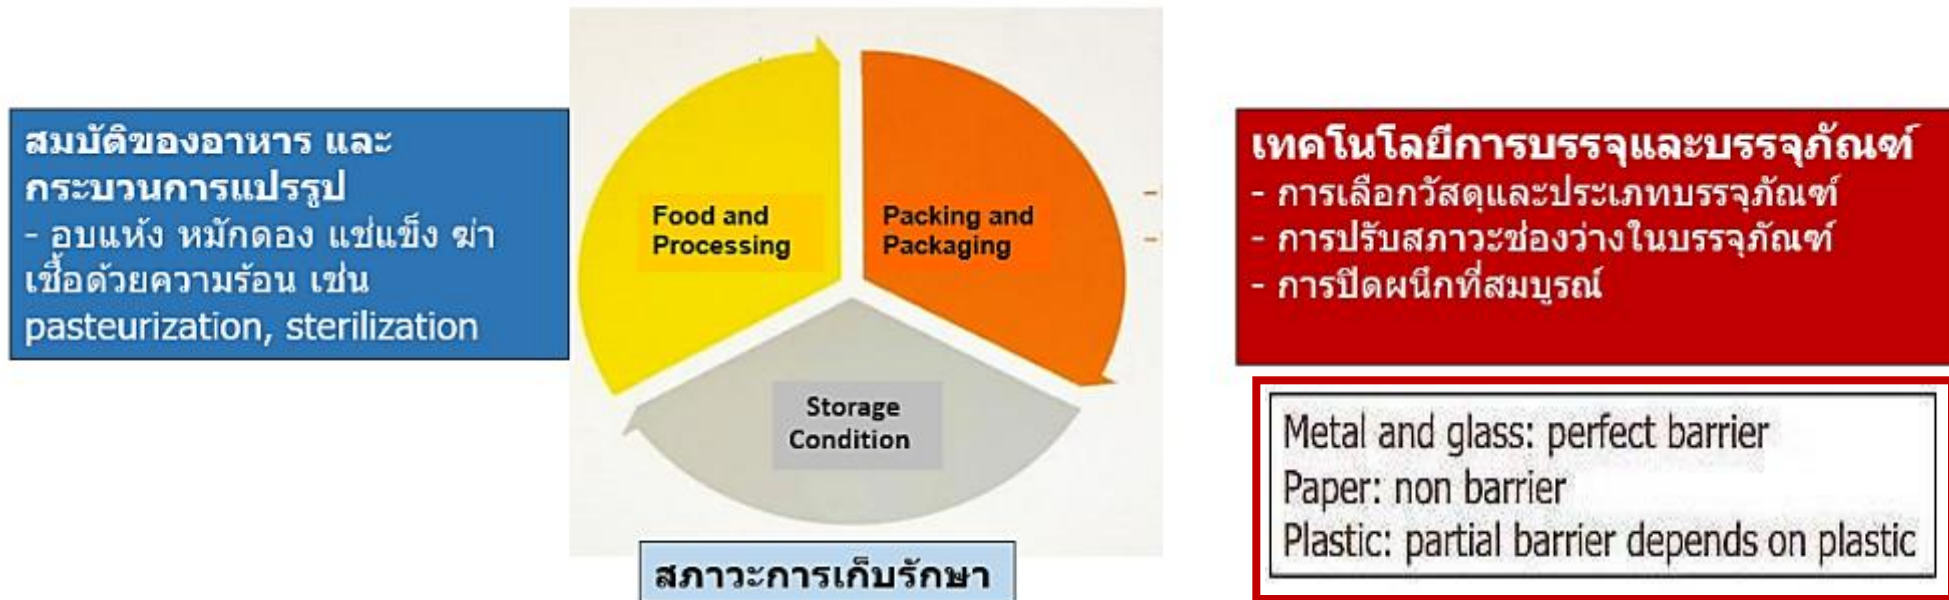 สมบัติของอาหาร และ
กระบวนการแปรรูป
- อบแห้ง หมักดอง แช่แข็ง ฆ่า
เชื้อด้วยความร้อน เช่น
pasteurization, sterilization
Food and
Processing
Packing and
Packaging
Storage
Condition
สภาวะการเก็บรักษา
เทคโนโลยีการบรรจุและบรรจุภัณฑ์
- การเลือกวัสดุและประเภทบรรจุภัณฑ์
- การปรับสภาวะช่องว่างในบรรจุภัณฑ์
- การปิดผนึกที่สมบูรณ์
Metal and glass: perfect barrier
Paper: non barrier
Plastic: partial barrier depends on plastic